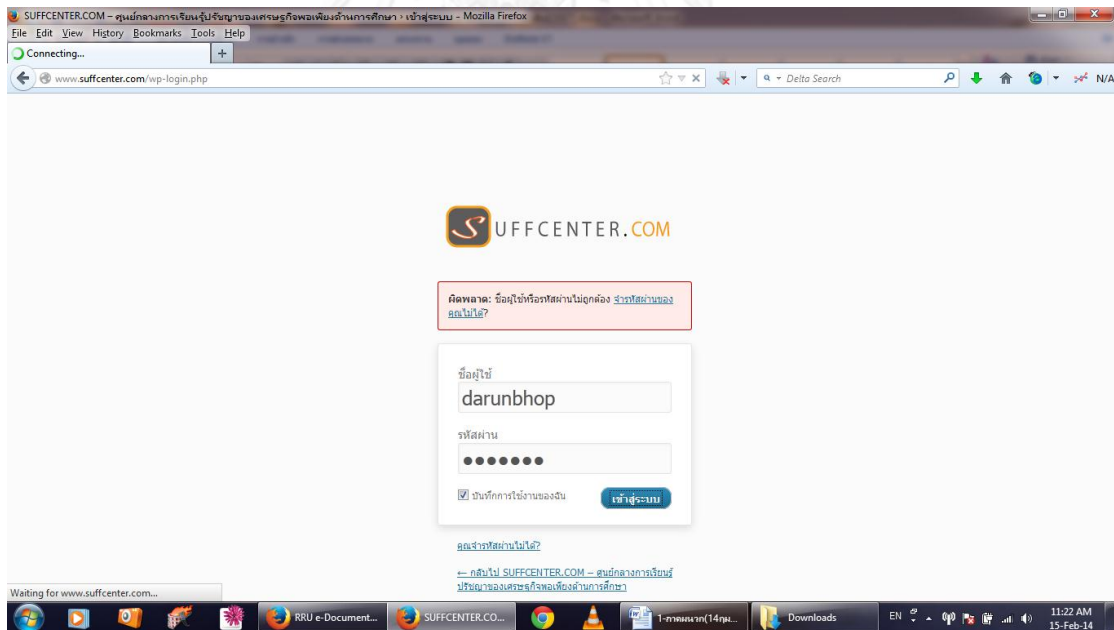 SUFFCENTER.COM – ศูนย์กลางการเรียนรู้ปรัชญาของเศรษฐกิจพอเพียงด้านการศึกษา › เข้าสู่ระบบ - Mozilla Firefox
File Edit View History Bookmarks Tools Help
Connecting...
www.suffcenter.com/wp-login.php
Delta Search
N/A
SUFFCENTER.COM
ผิดพลาด: ชื่อผู้ใช้หรือรหัสผ่านไม่ถูกต้อง จำรหัสผ่านของ
คุณไม่ได้?
ชื่อผู้ใช้
darunbhop
รหัสผ่าน
●●●●●●●
บันทึกการใช้งานของฉัน
เข้าสู่ระบบ
คุณจำรหัสผ่านไม่ได้?
← กลับไป SUFFCENTER.COM – ศูนย์กลางการเรียนรู้
ปรัชญาของเศรษฐกิจพอเพียงด้านการศึกษา
Waiting for www.suffcenter.com...
RRU e-Document...
SUFFCENTER.CO...
1-ภาคผนวก(14กุม...
Downloads
EN
11:22 AM
15-Feb-14